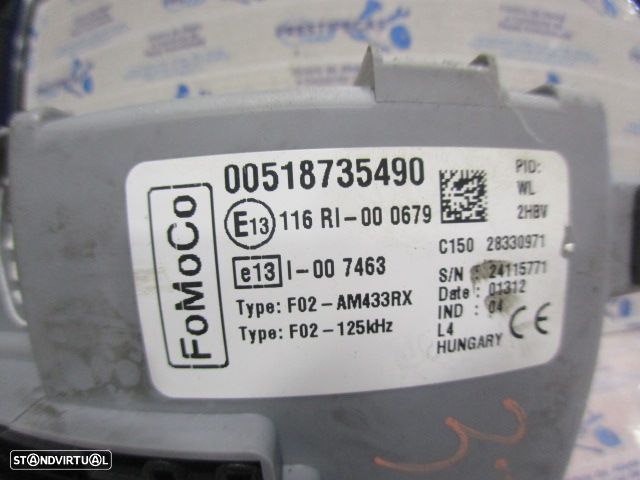 FoMoCo
00518735490
E13 116 RI-00 0679
e13 I-00 7463
Type: F02-AM433RX
Type: F02-125kHz
PID:
WL
2HBV
C150 28330971
S/N : 24115771
Date : 01312
IND : 04
L4
HUNGARY CE
STANDVIRTUAL